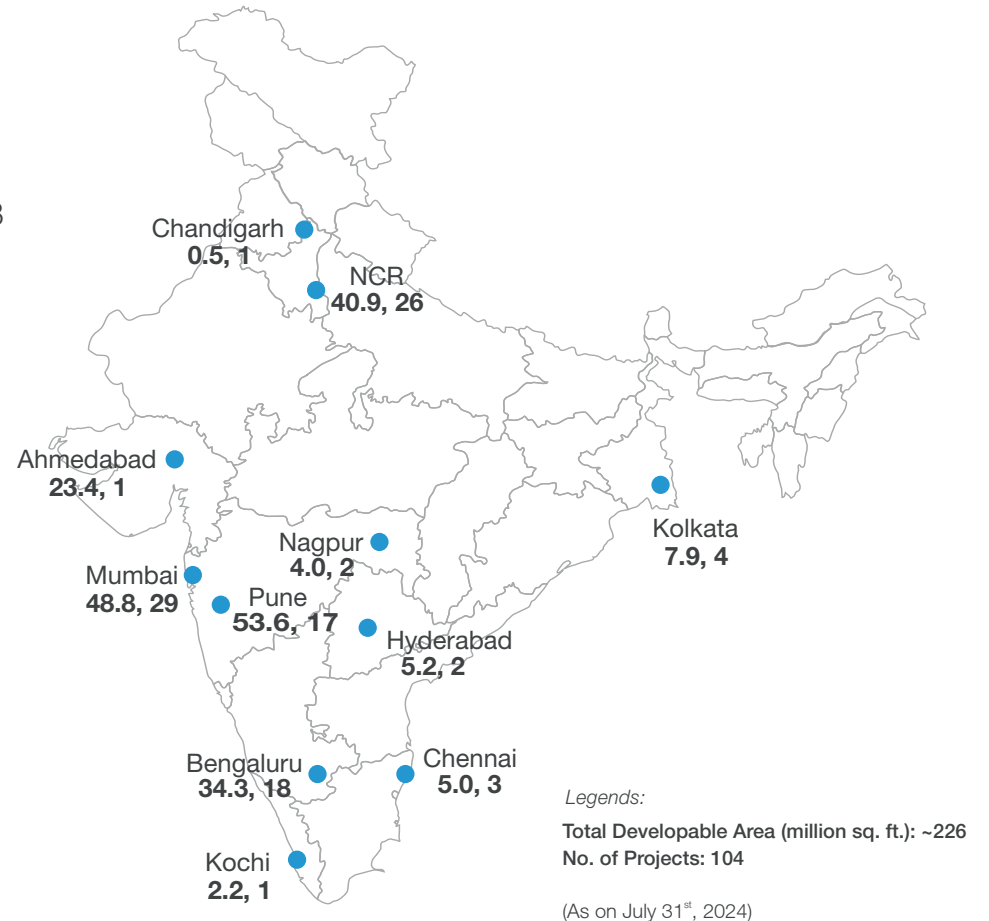 3
Chandigarh
0.5, 1
NCR
40.9, 26
Ahmedabad
23.4, 1
Kolkata
7.9, 4
Nagpur
4.0, 2
Mumbai
48.8, 29
Pune
53.6, 17
Hyderabad
5.2, 2
Bengaluru
34.3, 18
Chennai
5.0, 3
Kochi
2.2, 1
Legends:
Total Developable Area (million sq. ft.): ~226
No. of Projects: 104
(As on July 31st, 2024)